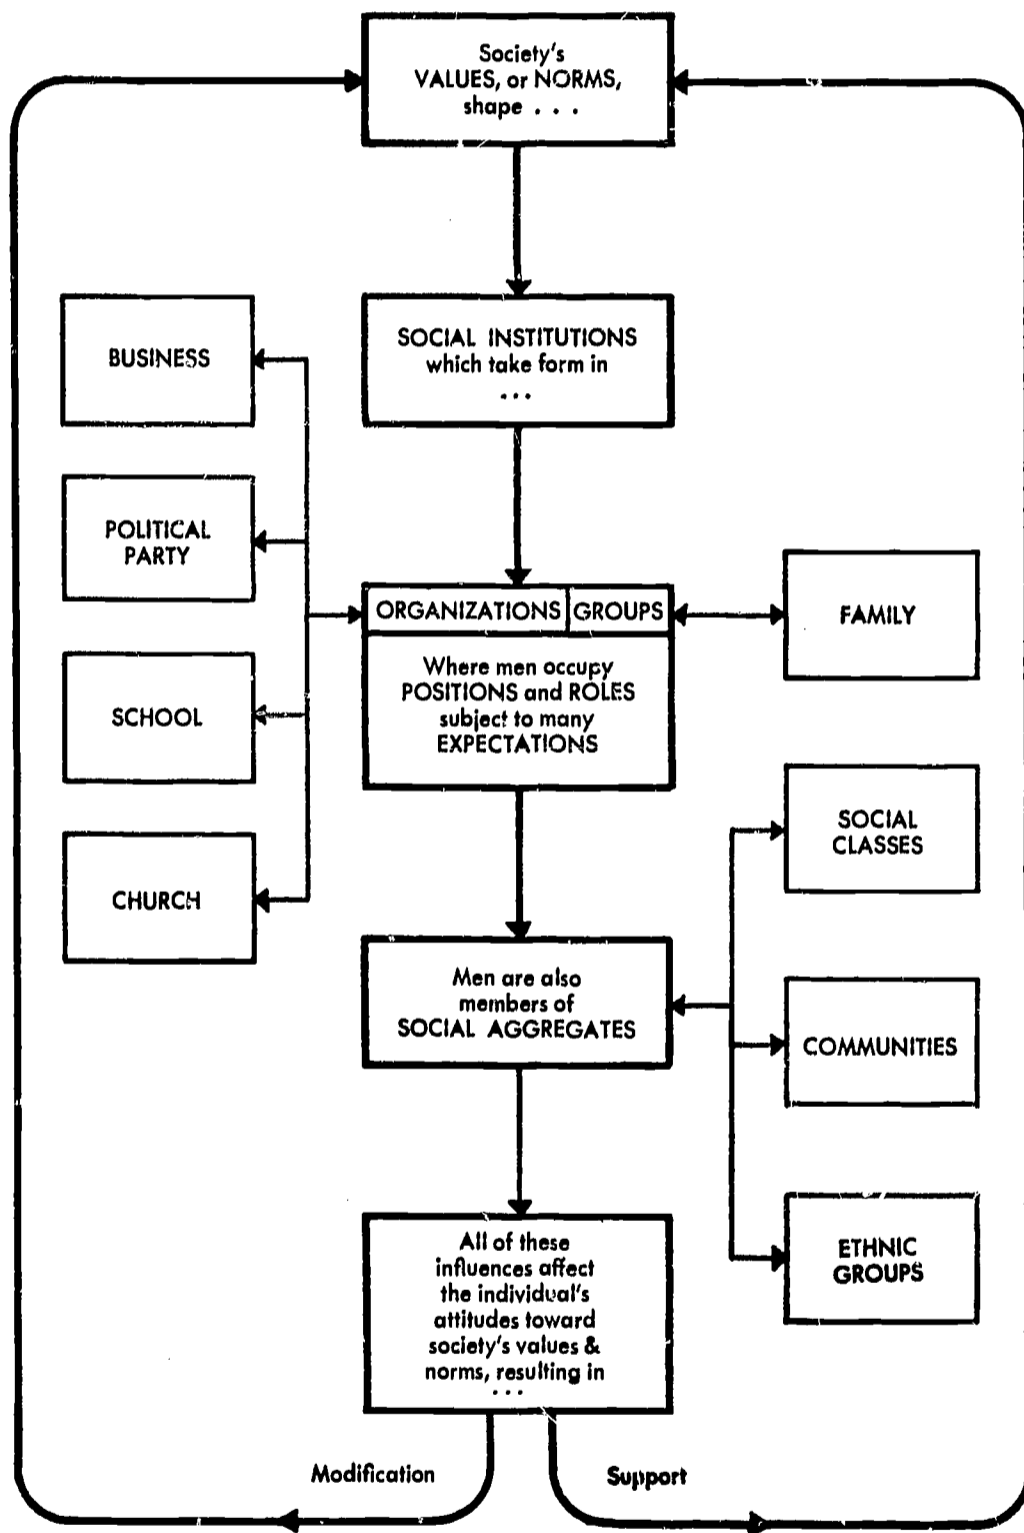 Society's
VALUES, or NORMS,
shape . . .
SOCIAL INSTITUTIONS
which take form in
...
BUSINESS
POLITICAL
PARTY
SCHOOL
CHURCH
ORGANIZATIONS GROUPS
Where men occupy
POSITIONS and ROLES
subject to many
EXPECTATIONS
FAMILY
Men are also
members of
SOCIAL AGGREGATES
SOCIAL
CLASSES
COMMUNITIES
ETHNIC
GROUPS
All of these
influences affect
the individual's
attitudes toward
society's values &
norms, resulting in
...
Modification
Support